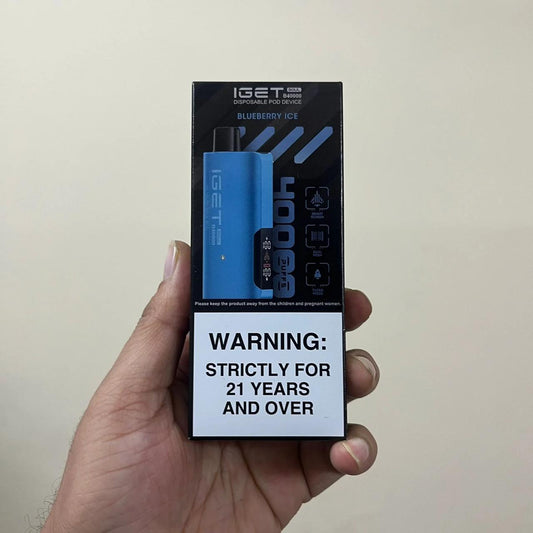 IGET
B40000
DISPOSABLE POD DEVICE
BLUEBERRY ICE
IGET
40000
PUFFS
Please keep the product away from the children and pregnant women.
WARNING:
STRICTLY FOR
21 YEARS
AND OVER